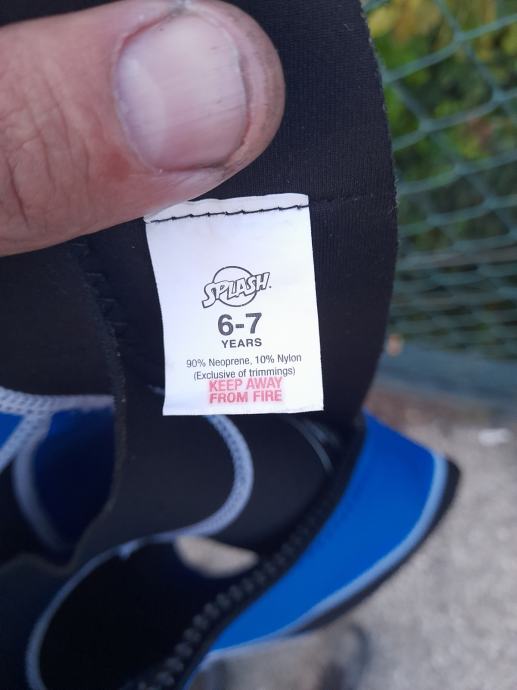 SPLASH.
6-7
YEARS
90% Neoprene, 10% Nylon
(Exclusive of trimmings)
KEEP AWAY
FROM FIRE